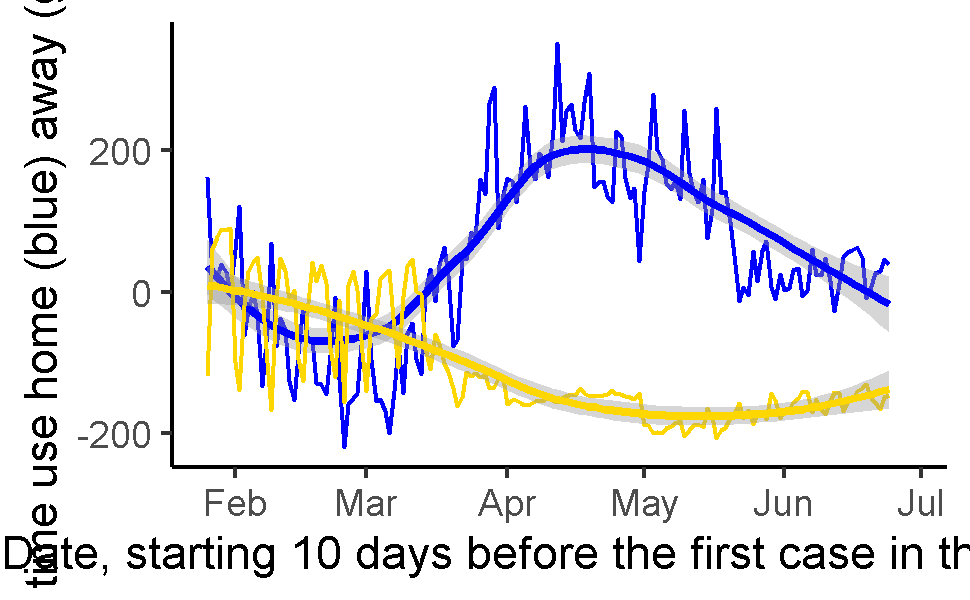 time use home (blue) away (
200
0
-200
Feb Mar Apr May Jun Jul
Date, starting 10 days before the first case in th